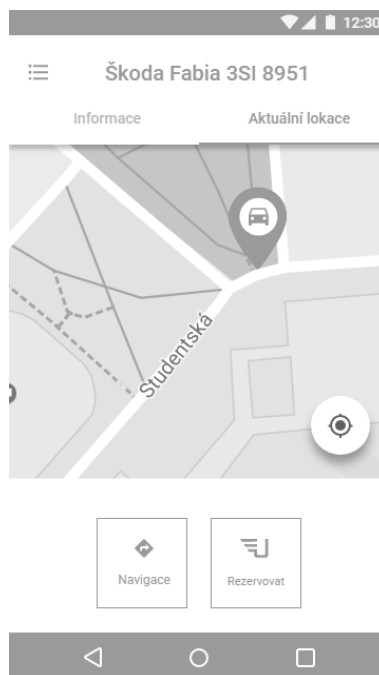 12:30
Škoda Fabia 3SI 8951
Informace
Aktuální lokace
Studentská
Navigace
Rezervovat